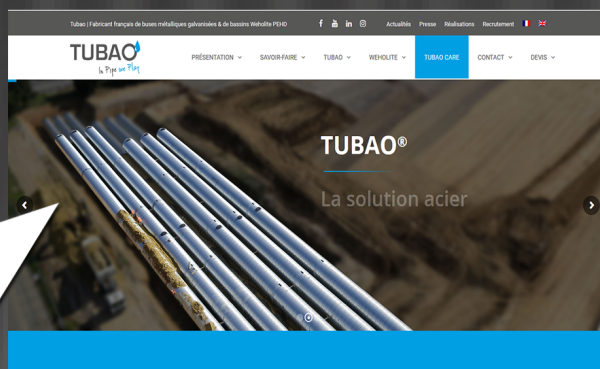 Tubao | Fabricant français de buses métalliques galvanisées & de bassins Weholite PEHD
Actualités Presse Réalisations Recrutement
TUBAO
In Pipe we Play
PRÉSENTATION SAVOIR-FAIRE TUBAO WEHOLITE TUBAO CARE CONTACT DEVIS
TUBAO®
La solution acier